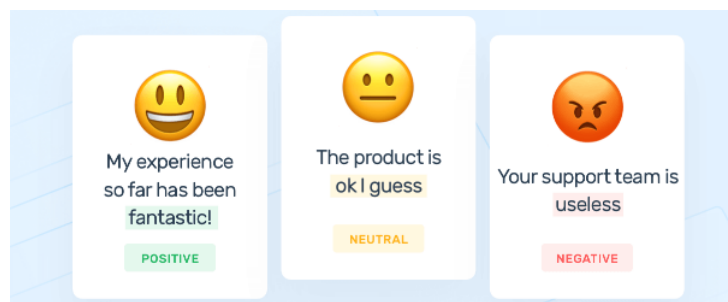 My experience
so far has been
fantastic!
POSITIVE
The product is
ok I guess
NEUTRAL
Your support team is
useless
NEGATIVE